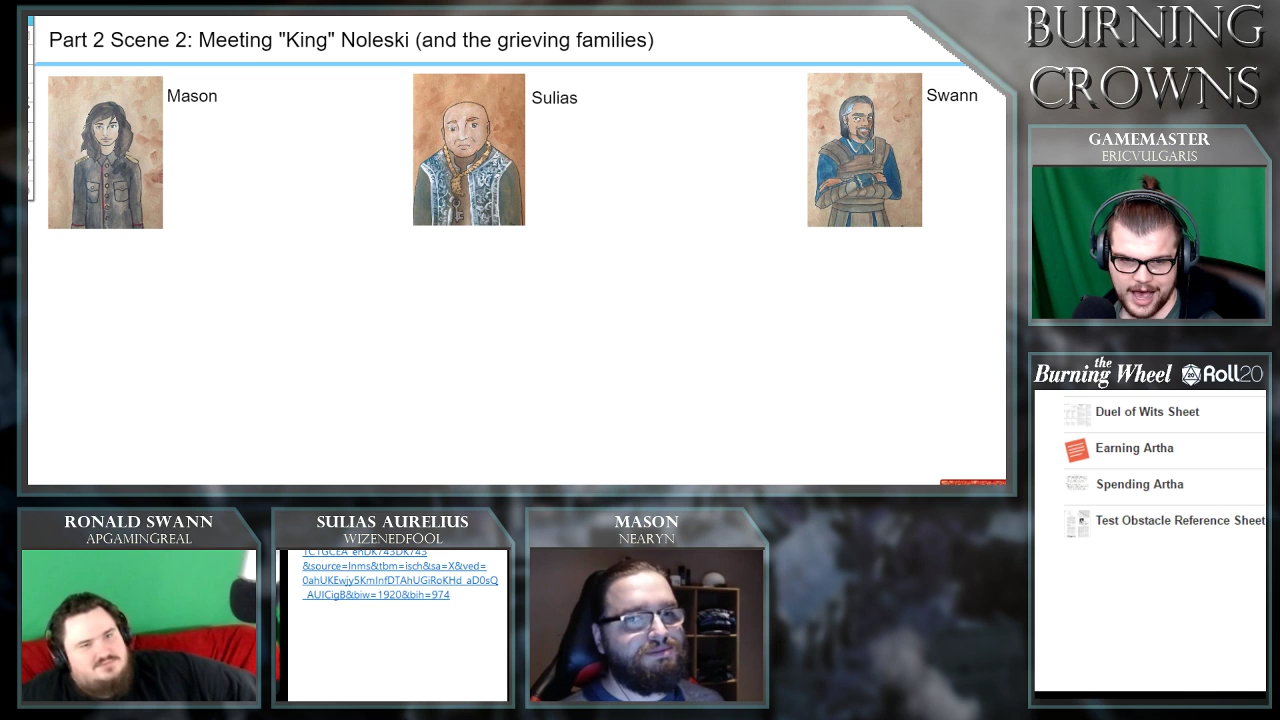 Part 2 Scene 2: Meeting "King" Noleski (and the grieving families)
Mason
Sulias
Swann
BURNING
CROWNS
GAMEMASTER
ERICVULGARIS
the
Burning Wheel
20
Roll20
Duel of Wits Sheet
Earning Artha
Spending Artha
Test Obstacle Reference Sheet
RONALD SWANN
APGAMINGREAL
SULIAS AURELIUS
WIZENEDFOOL
&source=lnms&tbm=isch&sa=X&ved=
_AUICigB&biw=1920&bih=974
MASON
NEARYN